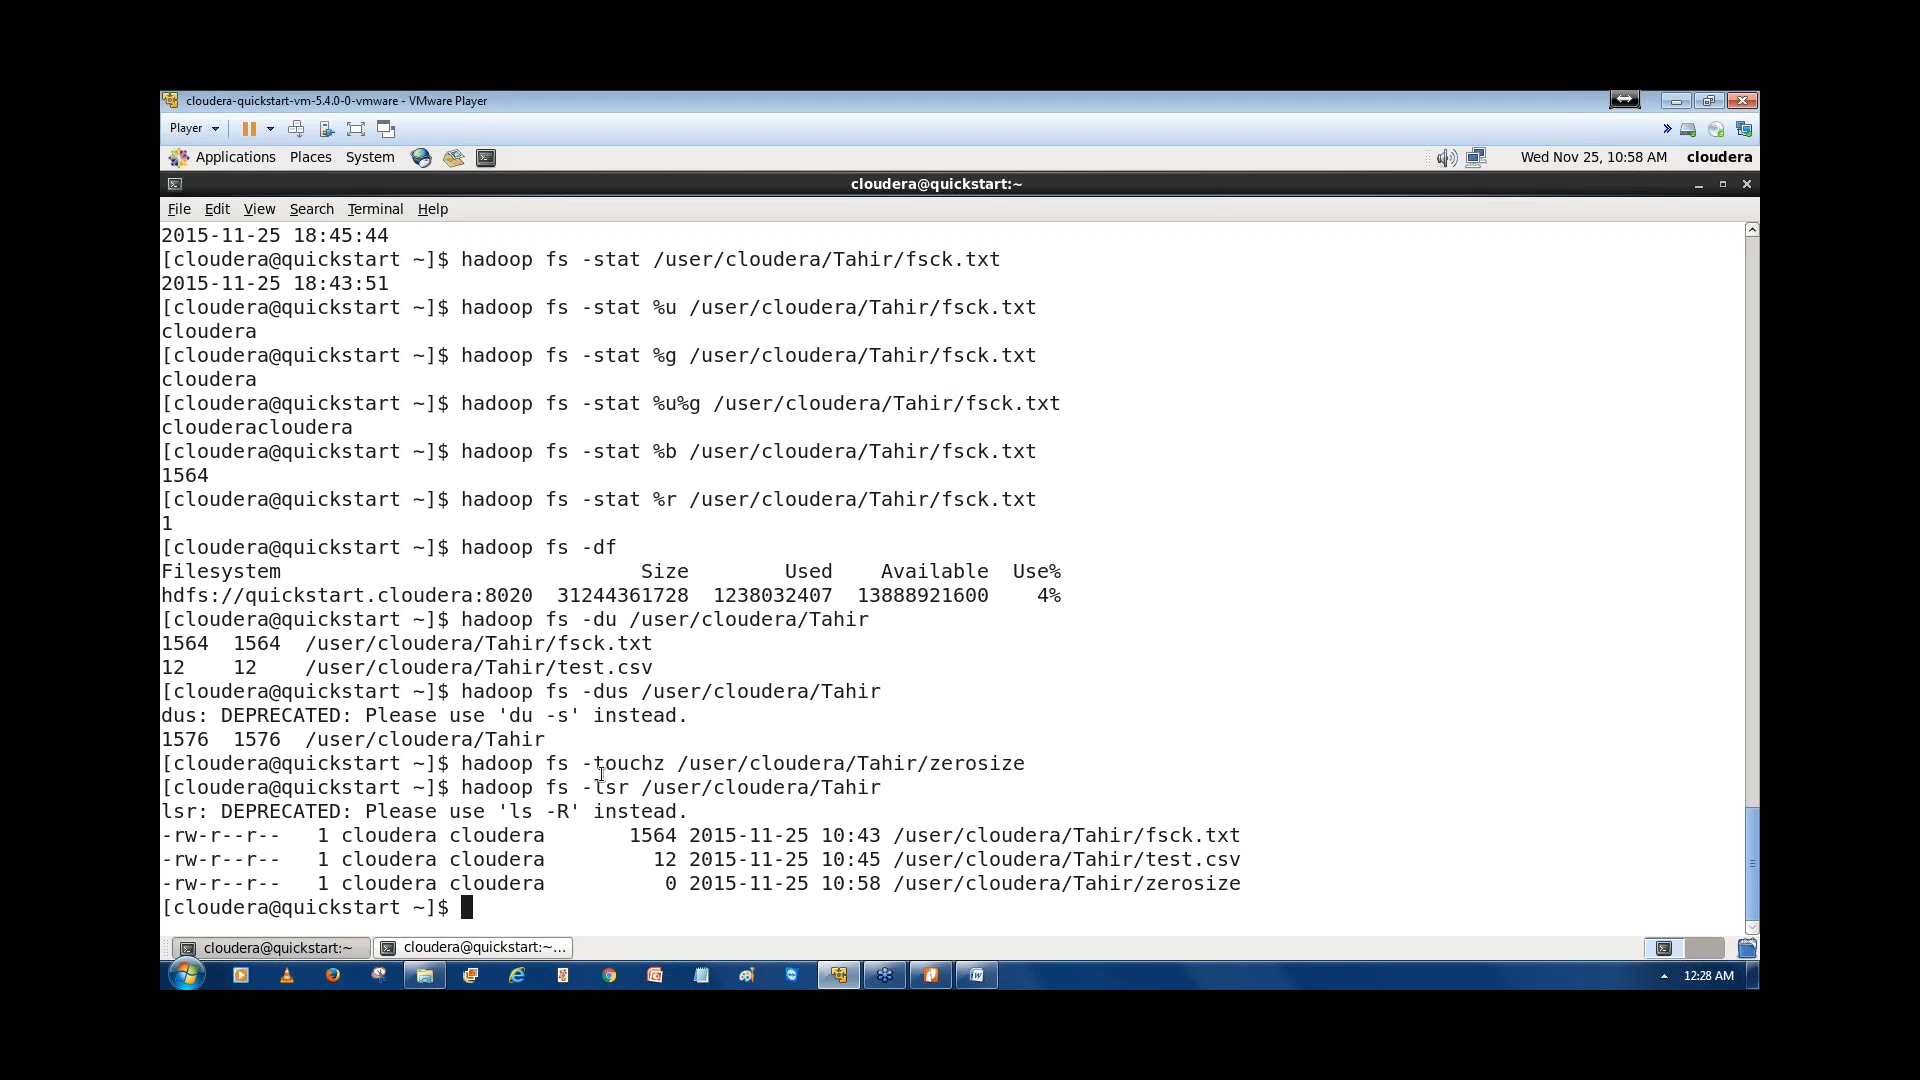 cloudera-quickstart-vm-5.4.0-0-vmware - VMware Player
Player
Applications Places System Wed Nov 25, 10:58 AM cloudera
cloudera@quickstart:~
File Edit View Search Terminal Help
2015-11-25 18:45:44
[cloudera@quickstart ~]$ hadoop fs -stat /user/cloudera/Tahir/fsck.txt
2015-11-25 18:43:51
[cloudera@quickstart ~]$ hadoop fs -stat %u /user/cloudera/Tahir/fsck.txt
cloudera
[cloudera@quickstart ~]$ hadoop fs -stat %g /user/cloudera/Tahir/fsck.txt
cloudera
[cloudera@quickstart ~]$ hadoop fs -stat %u%g /user/cloudera/Tahir/fsck.txt
clouderacloudera
[cloudera@quickstart ~]$ hadoop fs -stat %b /user/cloudera/Tahir/fsck.txt
1564
[cloudera@quickstart ~]$ hadoop fs -stat %r /user/cloudera/Tahir/fsck.txt
1
[cloudera@quickstart ~]$ hadoop fs -df
Filesystem Size Used Available Use%
hdfs://quickstart.cloudera:8020 31244361728 1238032407 13888921600 4%
[cloudera@quickstart ~]$ hadoop fs -du /user/cloudera/Tahir
1564 1564 /user/cloudera/Tahir/fsck.txt
12 12 /user/cloudera/Tahir/test.csv
[cloudera@quickstart ~]$ hadoop fs -dus /user/cloudera/Tahir
dus: DEPRECATED: Please use 'du -s' instead.
1576 1576 /user/cloudera/Tahir
[cloudera@quickstart ~]$ hadoop fs -touchz /user/cloudera/Tahir/zerosize
[cloudera@quickstart ~]$ hadoop fs -lsr /user/cloudera/Tahir
lsr: DEPRECATED: Please use 'ls -R' instead.
-rw-r--r-- 1 cloudera cloudera 1564 2015-11-25 10:43 /user/cloudera/Tahir/fsck.txt
-rw-r--r-- 1 cloudera cloudera 12 2015-11-25 10:45 /user/cloudera/Tahir/test.csv
-rw-r--r-- 1 cloudera cloudera 0 2015-11-25 10:58 /user/cloudera/Tahir/zerosize
[cloudera@quickstart ~]$
cloudera@quickstart:~ cloudera@quickstart:~...
12:28 AM